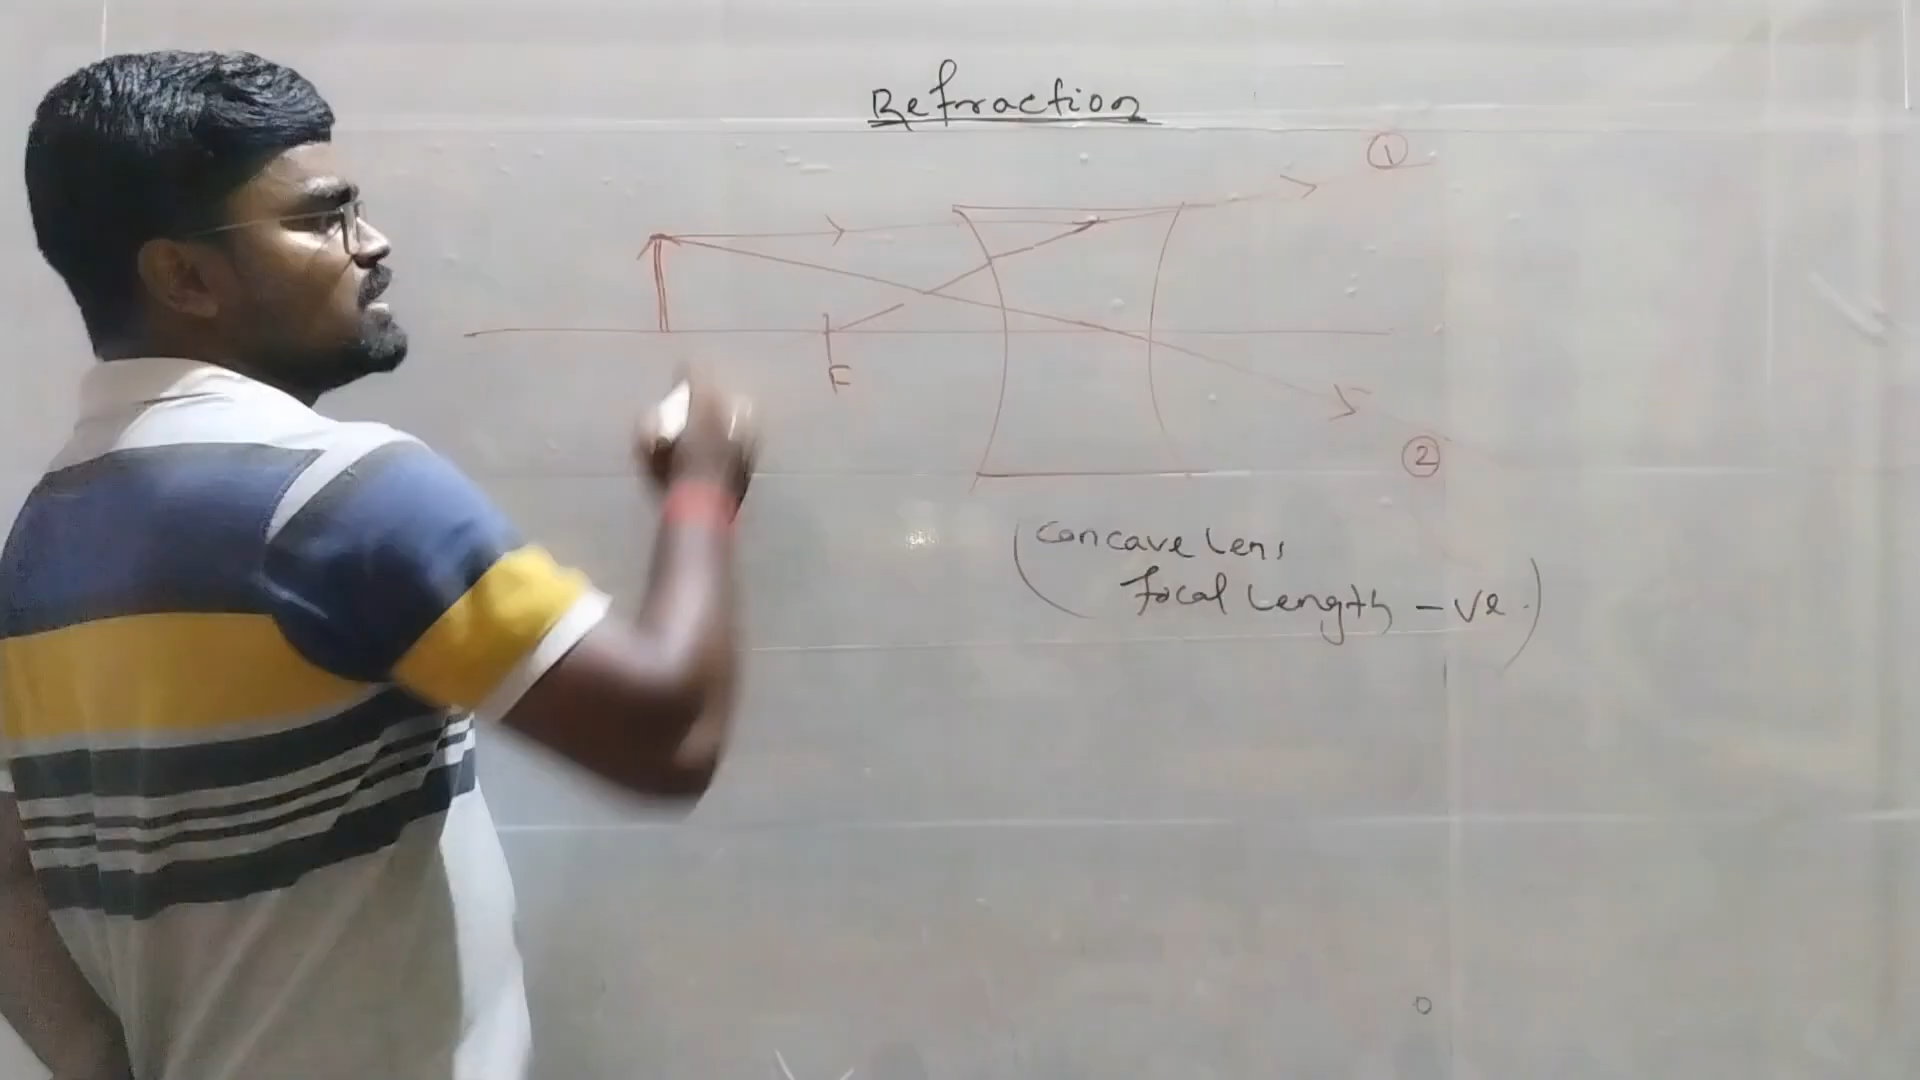 Refraction
1
F
2
(concave lens
focal length -ve.)